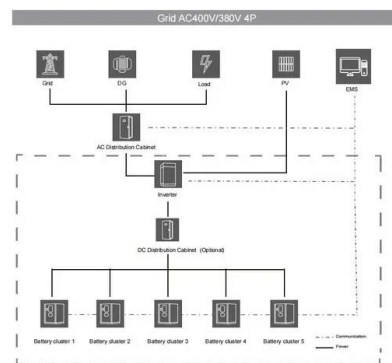 Grid AC400V/380V 4P
Grid
DG
Load
PV
EMS
AC Distribution Cabinet
Inverter
DC Distribution Cabinet (Optional)
Battery cluster 1
Battery cluster 2
Battery cluster 3
Battery cluster 4
Battery cluster 5
Communication
Power